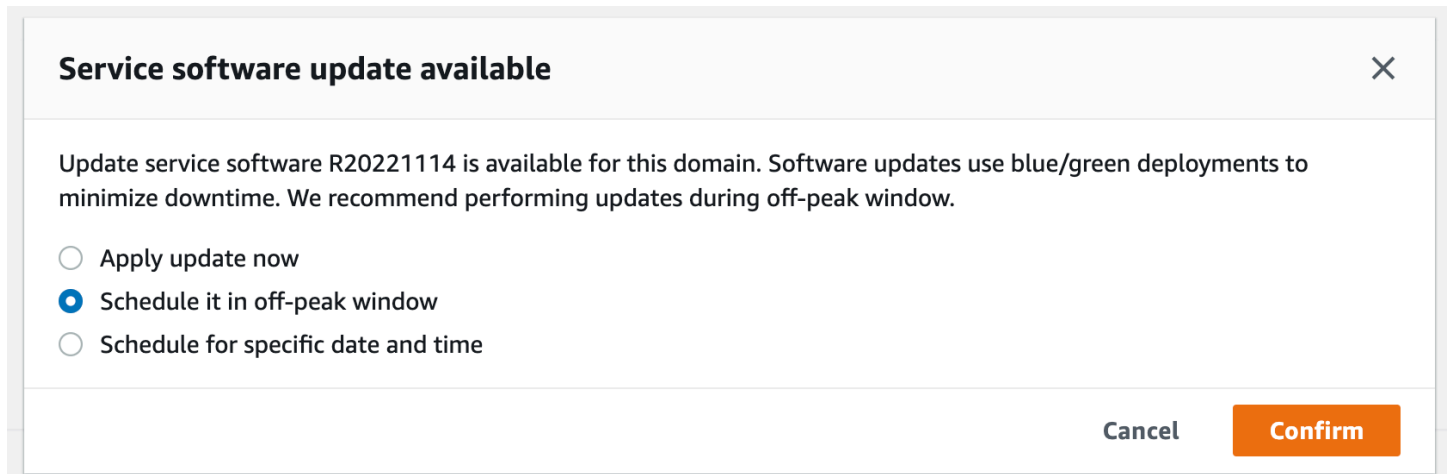 Service software update available
Update service software R20221114 is available for this domain. Software updates use blue/green deployments to
minimize downtime. We recommend performing updates during off-peak window.
Apply update now
Schedule it in off-peak window
Schedule for specific date and time
Cancel
Confirm